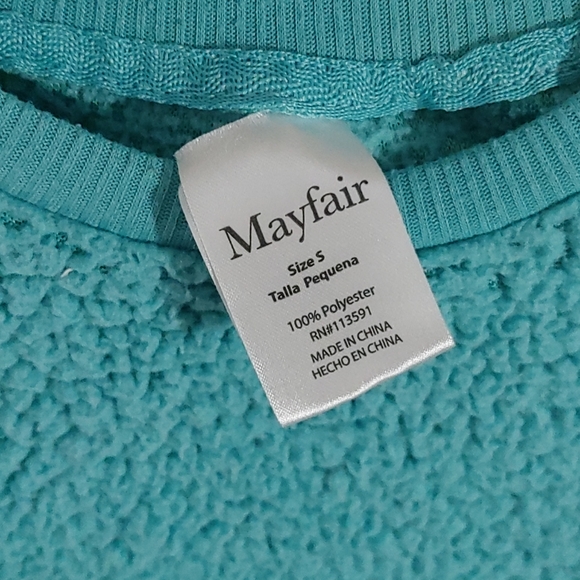 Mayfair
Size S
Talla Pequena
100% Polyester
RN#113591
MADE IN CHINA
HECHO EN CHINA